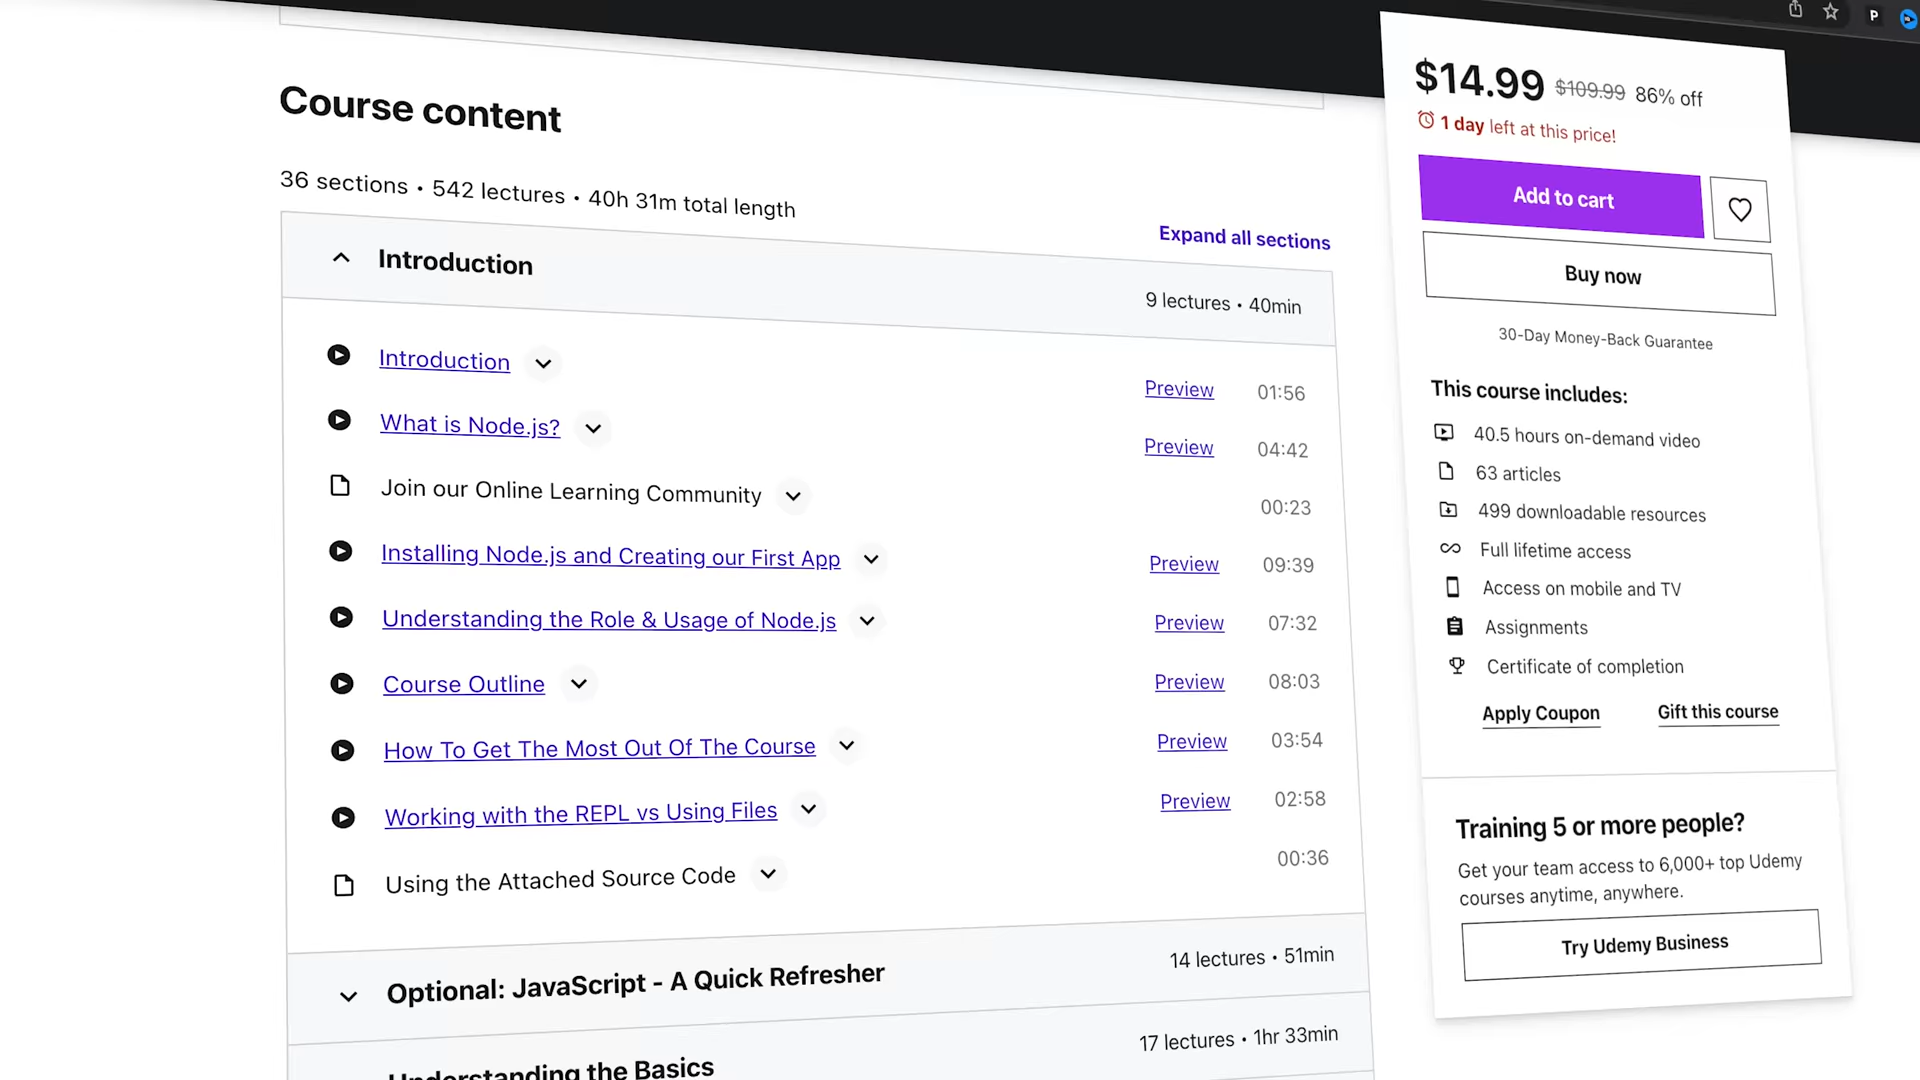 Course content
36 sections • 542 lectures • 40h 31m total length
Expand all sections
Introduction
9 lectures • 40min
Introduction
Preview
01:56
What is Node.js?
Preview
04:42
Join our Online Learning Community
00:23
Installing Node.js and Creating our First App
Preview
09:39
Understanding the Role & Usage of Node.js
Preview
07:32
Course Outline
Preview
08:03
How To Get The Most Out Of The Course
Preview
03:54
Working with the REPL vs Using Files
Preview
02:58
Using the Attached Source Code
00:36
Optional: JavaScript - A Quick Refresher
14 lectures • 51min
Understanding the Basics
17 lectures • 1hr 33min
P
$14.99 $109.99 86% off
1 day left at this price!
Add to cart
Buy now
30-Day Money-Back Guarantee
This course includes:
40.5 hours on-demand video
63 articles
499 downloadable resources
Full lifetime access
Access on mobile and TV
Assignments
Certificate of completion
Apply Coupon
Gift this course
Training 5 or more people?
Get your team access to 6,000+ top Udemy
courses anytime, anywhere.
Try Udemy Business